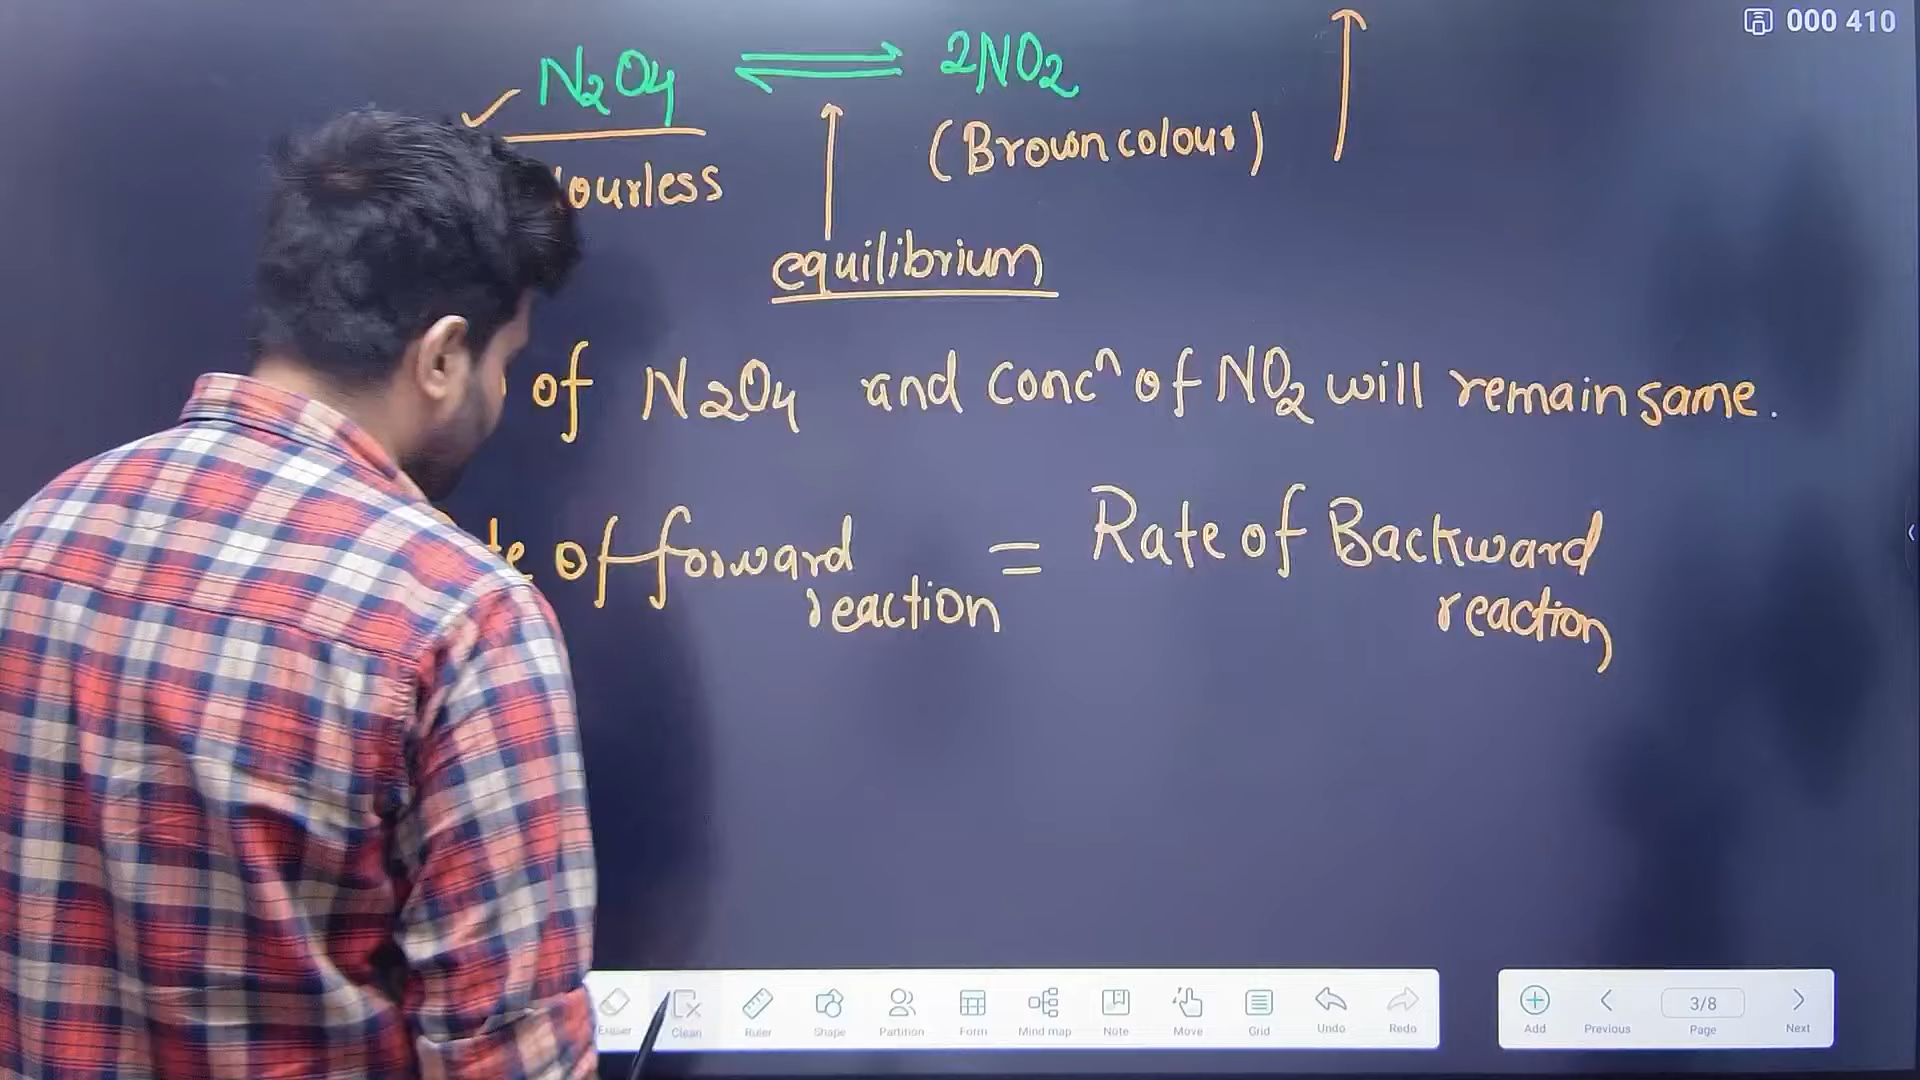 000 410
N2O4 ⇌ 2NO2
(Brown colour)
ourless
equilibrium
of N2O4 and concⁿ of NO2 will remain same.
te of forward reaction = Rate of Backward reaction
Eraser Clean Ruler Shape Partition Form Mind map Note Move Grid Undo Redo
Add Previous 3/8 Page Next